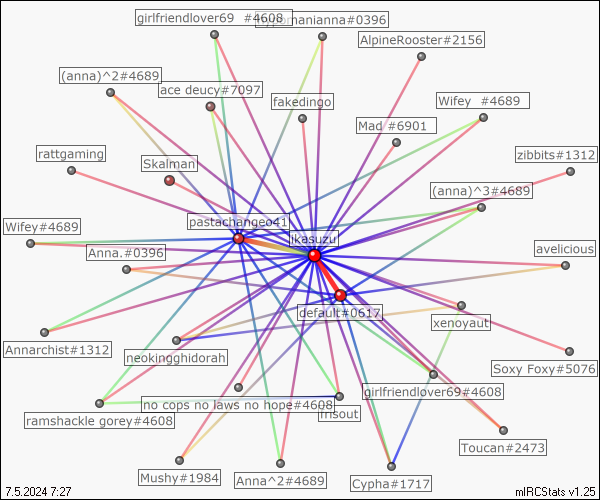 girlfriendlover69 #4608
manianna#0396
AlpineRooster#2156
(anna)^2#4689
ace deucy#7097
fakedingo
Wifey #4689
Mad #6901
rattgaming
Skalman
zibbits#1312
(anna)^3#4689
pastachangeo41
Wifey#4689
ikasuzu
Anna.#0396
avelicious
default#0617
xenoyaut
Annarchist#1312
neokingghidorah
Soxy Foxy#5076
girlfriendlover69#4608
no cops no laws no hope#4608
ramshackle gorey#4608
Toucan#2473
Mushy#1984
Anna^2#4689
Cypha#1717
7.5.2024 7:27
mIRCStats v1.25